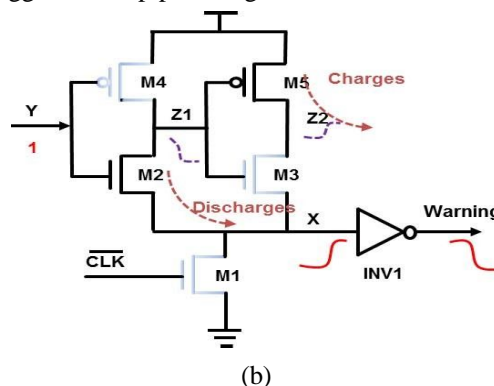 M4
M5
Charges
Y
Z1
Z2
1
M2
M3
Discharges
X
Warning
CLK
M1
INV1
(b)